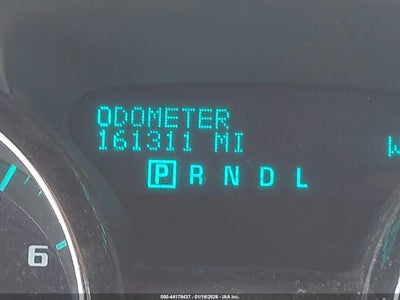 ODOMETER
161311 MI
W
P R N D L
6
000-44178437 - 01/16/2026 - IAA Inc.